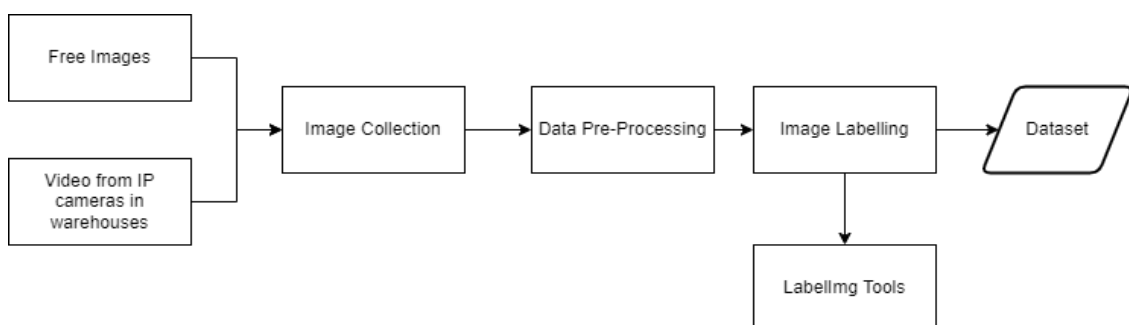 Free Images
Video from IP
cameras in
warehouses
Image Collection
Data Pre-Processing
Image Labelling
Dataset
LabelImg Tools